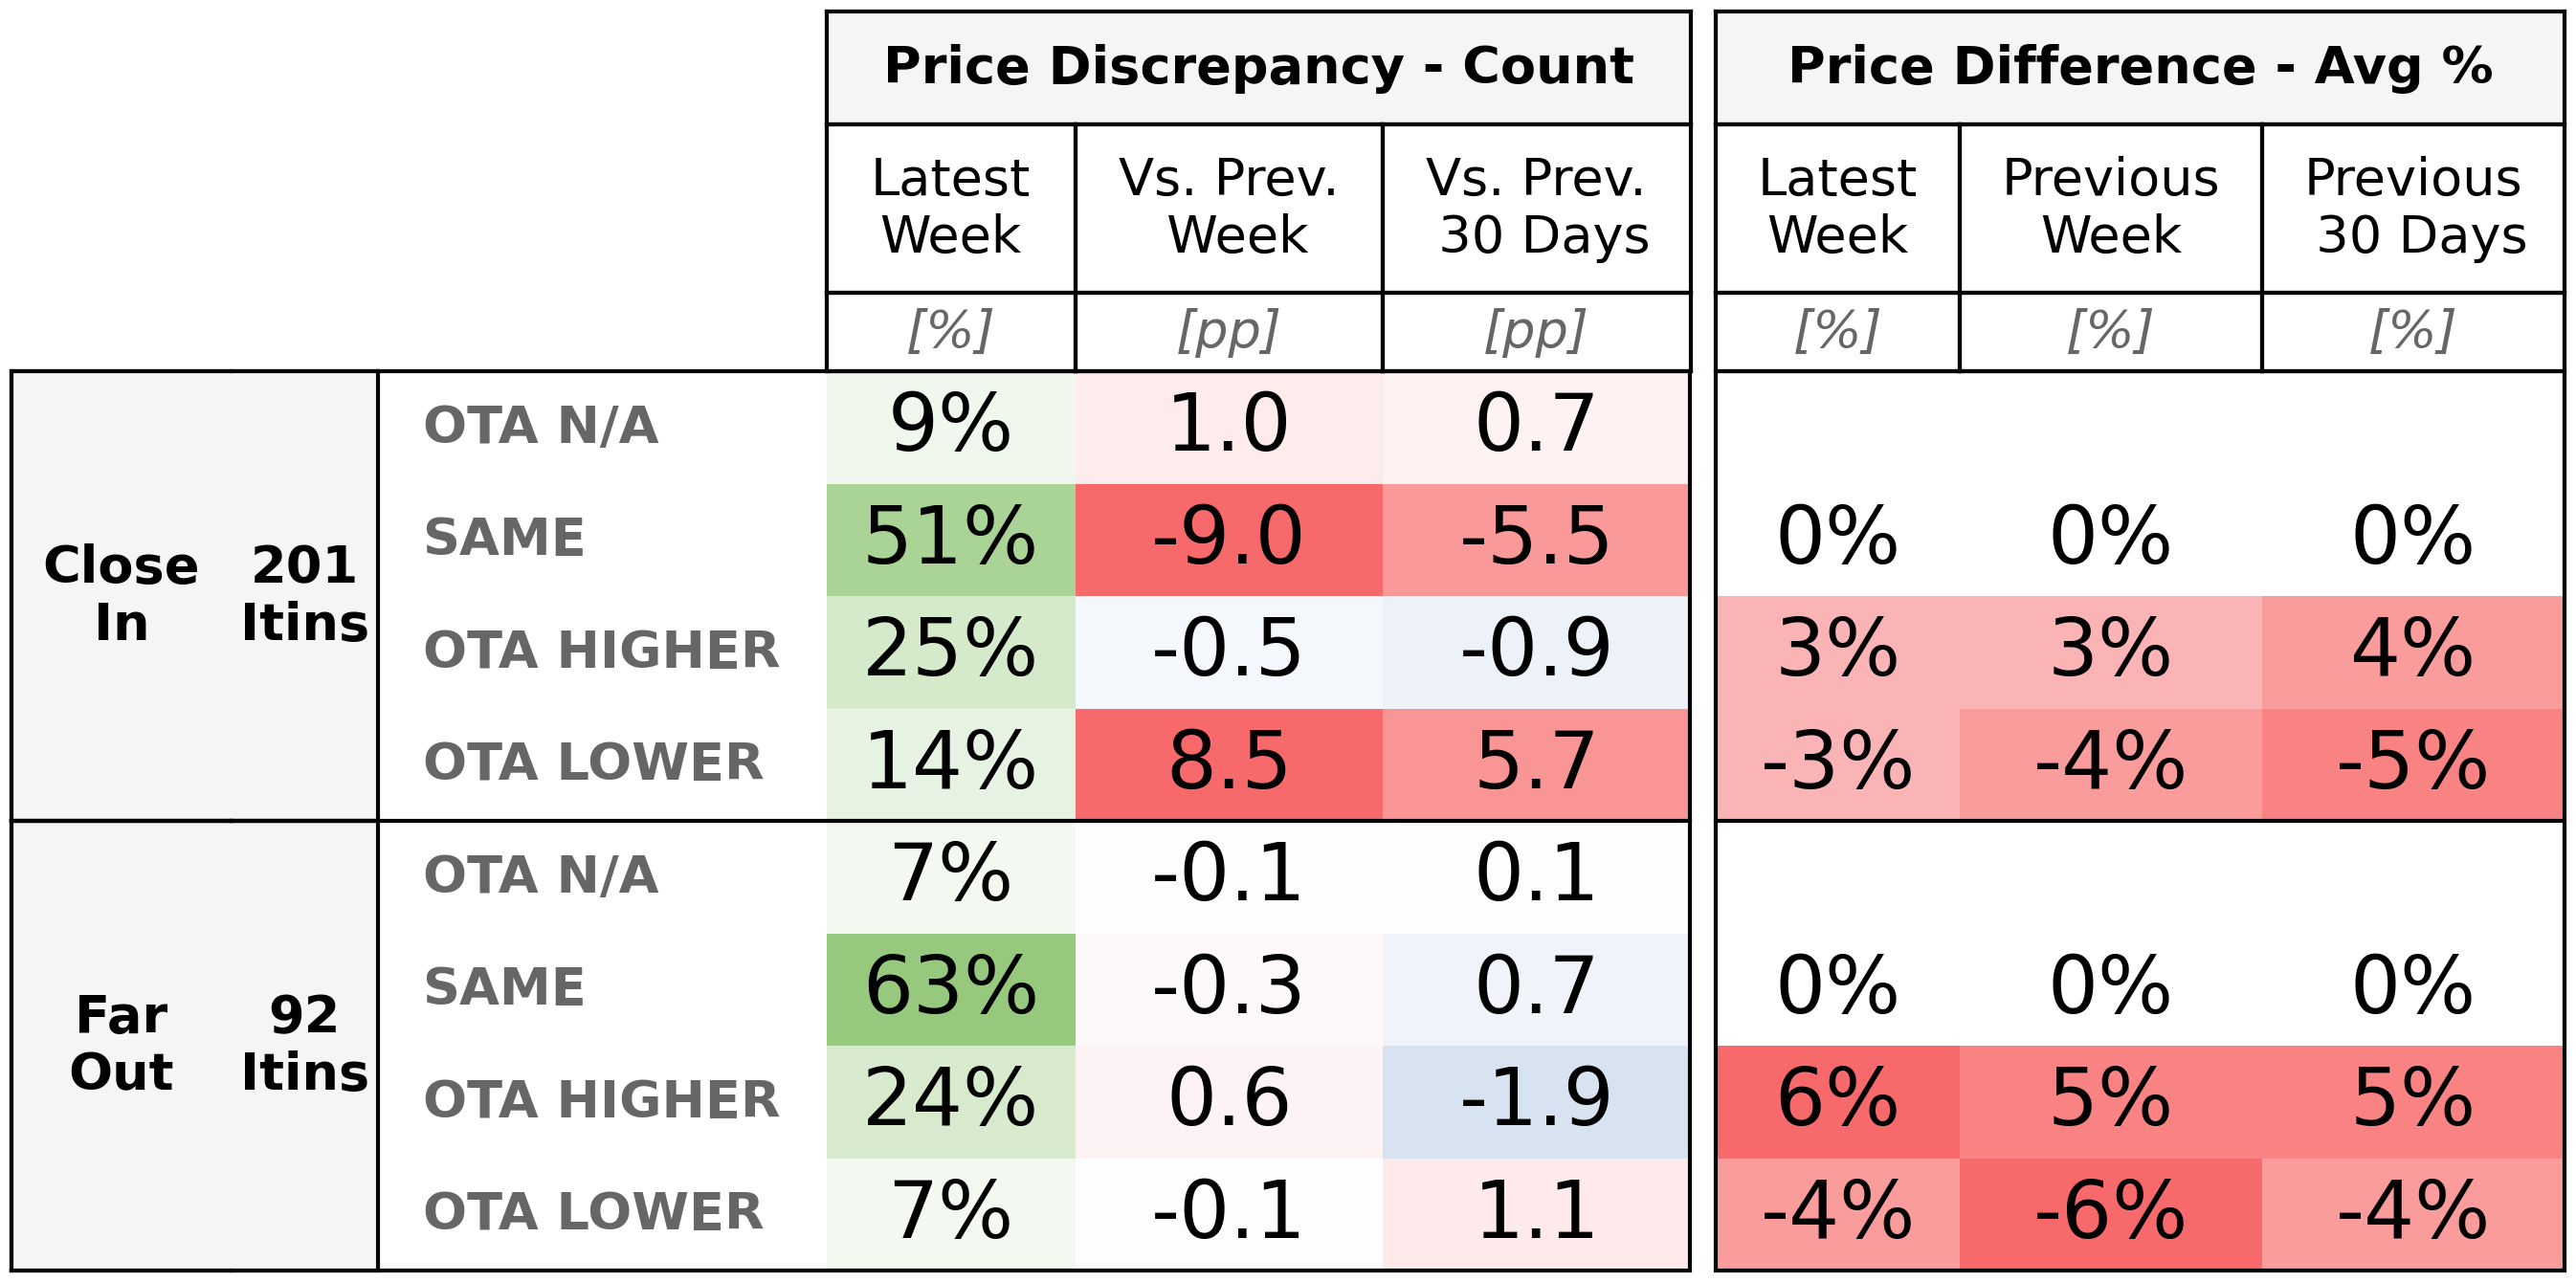 Price Discrepancy - Count Price Difference - Avg %
Latest Week Vs. Prev. Week Vs. Prev. 30 Days Latest Week Previous Week Previous 30 Days
[%] [pp] [pp] [%] [%] [%]
Close In 201 Itins
OTA N/A 9% 1.0 0.7
SAME 51% -9.0 -5.5 0% 0% 0%
OTA HIGHER 25% -0.5 -0.9 3% 3% 4%
OTA LOWER 14% 8.5 5.7 -3% -4% -5%
Far Out 92 Itins
OTA N/A 7% -0.1 0.1
SAME 63% -0.3 0.7 0% 0% 0%
OTA HIGHER 24% 0.6 -1.9 6% 5% 5%
OTA LOWER 7% -0.1 1.1 -4% -6% -4%